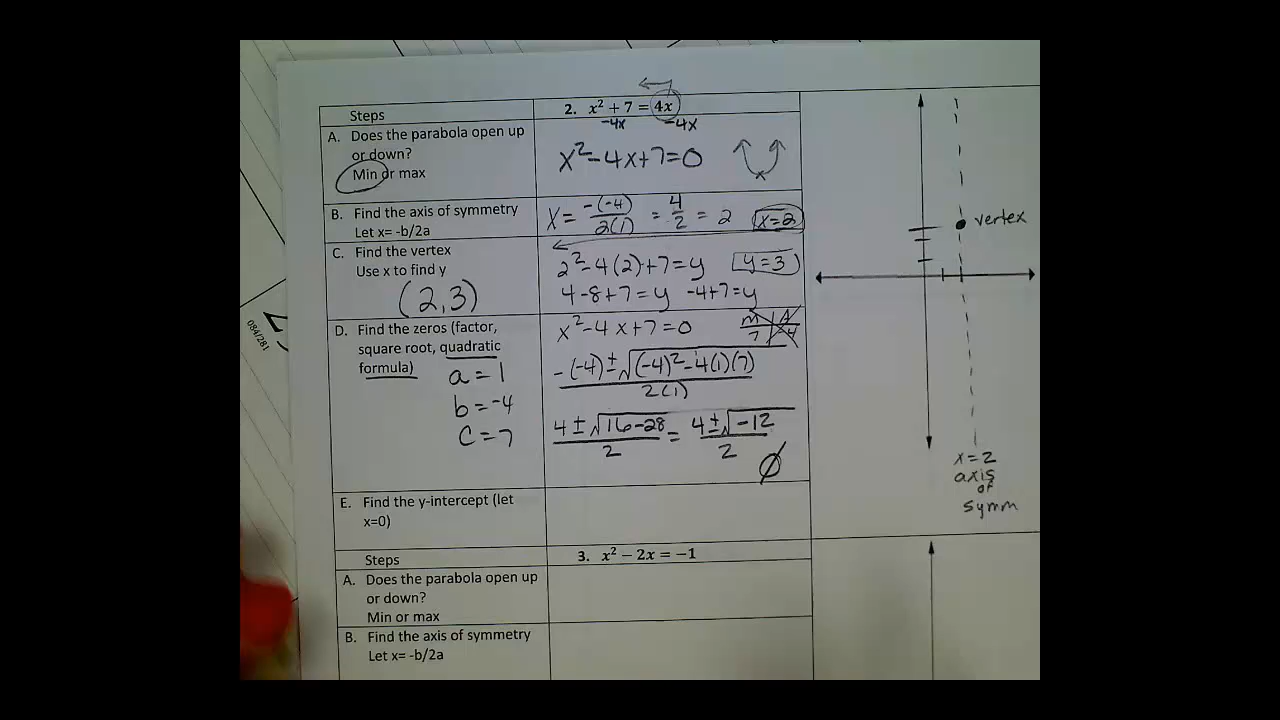 Steps
2. x² + 7 = 4x
-4x -4x
A. Does the parabola open up
or down?
Min or max
x² - 4x + 7 = 0
B. Find the axis of symmetry
Let x= -b/2a
x = -(-4)/2(1) = 4/2 = 2 x=2
C. Find the vertex
Use x to find y
(2,3)
2² - 4(2) + 7 = y y = 3
4 - 8 + 7 = y -4+7=y
D. Find the zeros (factor,
square root, quadratic
formula)
a = 1
b = -4
c = 7
x² - 4x + 7 = 0
M A
7 -4
-(-4) ± √(-4)² - 4(1)(7)
2(1)
4 ± √16-28 = 4 ± √-12
2 2
∅
E. Find the y-intercept (let
x=0)
vertex
x = 2
axis
of
symm
Steps
3. x² − 2x = −1
A. Does the parabola open up
or down?
Min or max
B. Find the axis of symmetry
Let x= -b/2a
084/281